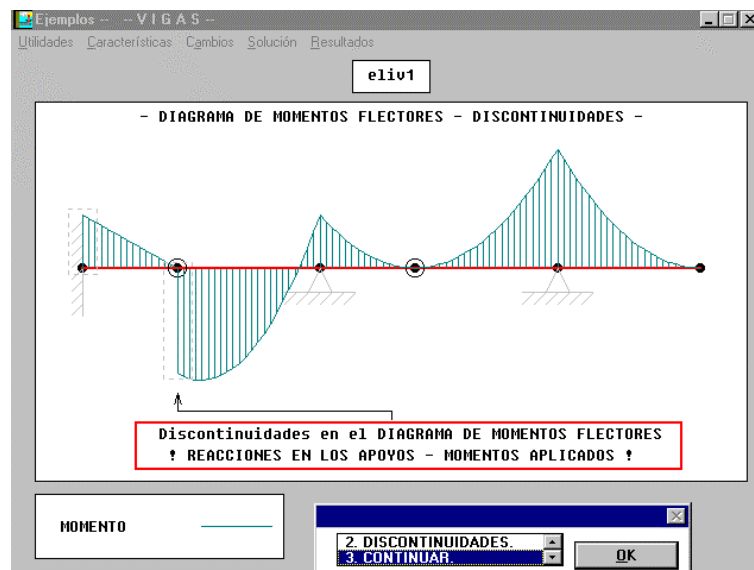 Ejemplos -- -- V I G A S --
Utilidades Características Cambios Solución Resultados
eliv1
- DIAGRAMA DE MOMENTOS FLECTORES - DISCONTINUIDADES -
Discontinuidades en el DIAGRAMA DE MOMENTOS FLECTORES
! REACCIONES EN LOS APOYOS - MOMENTOS APLICADOS !
MOMENTO
2. DISCONTINUIDADES.
3. CONTINUAR.
OK